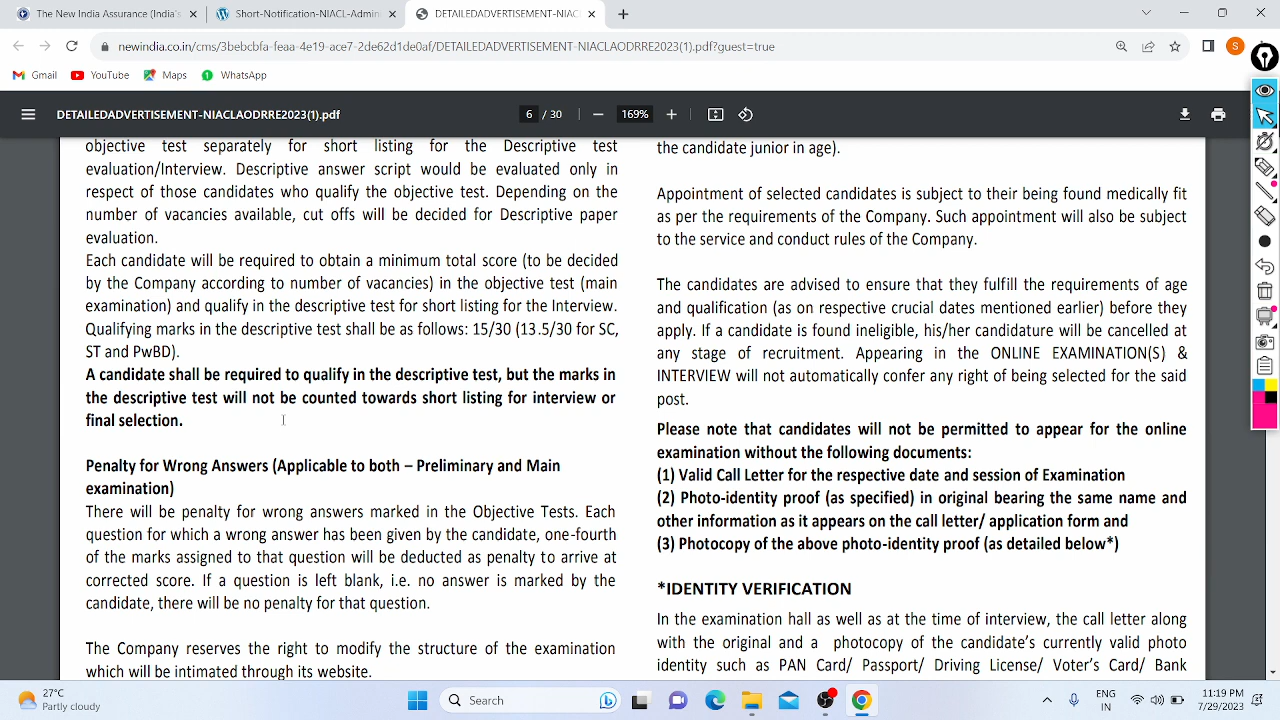 The New India Assurance (India's
Short-Notification-NIACL-Admin
DETAILEDADVERTISEMENT-NIAC
newindia.co.in/cms/3bebcbfa-feaa-4e19-ace7-2de62d1de0af/DETAILEDADVERTISEMENT-NIACLAODRRE2023(1).pdf?guest=true
S
Gmail
YouTube
Maps
WhatsApp
DETAILEDADVERTISEMENT-NIACLAODRRE2023(1).pdf
6 / 30
169%
objective test separately for short listing for the Descriptive test
evaluation/Interview. Descriptive answer script would be evaluated only in
respect of those candidates who qualify the objective test. Depending on the
number of vacancies available, cut offs will be decided for Descriptive paper
evaluation.
Each candidate will be required to obtain a minimum total score (to be decided
by the Company according to number of vacancies) in the objective test (main
examination) and qualify in the descriptive test for short listing for the Interview.
Qualifying marks in the descriptive test shall be as follows: 15/30 (13.5/30 for SC,
ST and PwBD).
A candidate shall be required to qualify in the descriptive test, but the marks in
the descriptive test will not be counted towards short listing for interview or
final selection.
Penalty for Wrong Answers (Applicable to both – Preliminary and Main
examination)
There will be penalty for wrong answers marked in the Objective Tests. Each
question for which a wrong answer has been given by the candidate, one-fourth
of the marks assigned to that question will be deducted as penalty to arrive at
corrected score. If a question is left blank, i.e. no answer is marked by the
candidate, there will be no penalty for that question.
The Company reserves the right to modify the structure of the examination
which will be intimated through its website.
the candidate junior in age).
Appointment of selected candidates is subject to their being found medically fit
as per the requirements of the Company. Such appointment will also be subject
to the service and conduct rules of the Company.
The candidates are advised to ensure that they fulfill the requirements of age
and qualification (as on respective crucial dates mentioned earlier) before they
apply. If a candidate is found ineligible, his/her candidature will be cancelled at
any stage of recruitment. Appearing in the ONLINE EXAMINATION(S) &
INTERVIEW will not automatically confer any right of being selected for the said
post.
Please note that candidates will not be permitted to appear for the online
examination without the following documents:
(1) Valid Call Letter for the respective date and session of Examination
(2) Photo-identity proof (as specified) in original bearing the same name and
other information as it appears on the call letter/ application form and
(3) Photocopy of the above photo-identity proof (as detailed below*)
*IDENTITY VERIFICATION
In the examination hall as well as at the time of interview, the call letter along
with the original and a photocopy of the candidate's currently valid photo
identity such as PAN Card/ Passport/ Driving License/ Voter's Card/ Bank
27°C
Partly cloudy
Search
ENG
IN
11:19 PM
7/29/2023